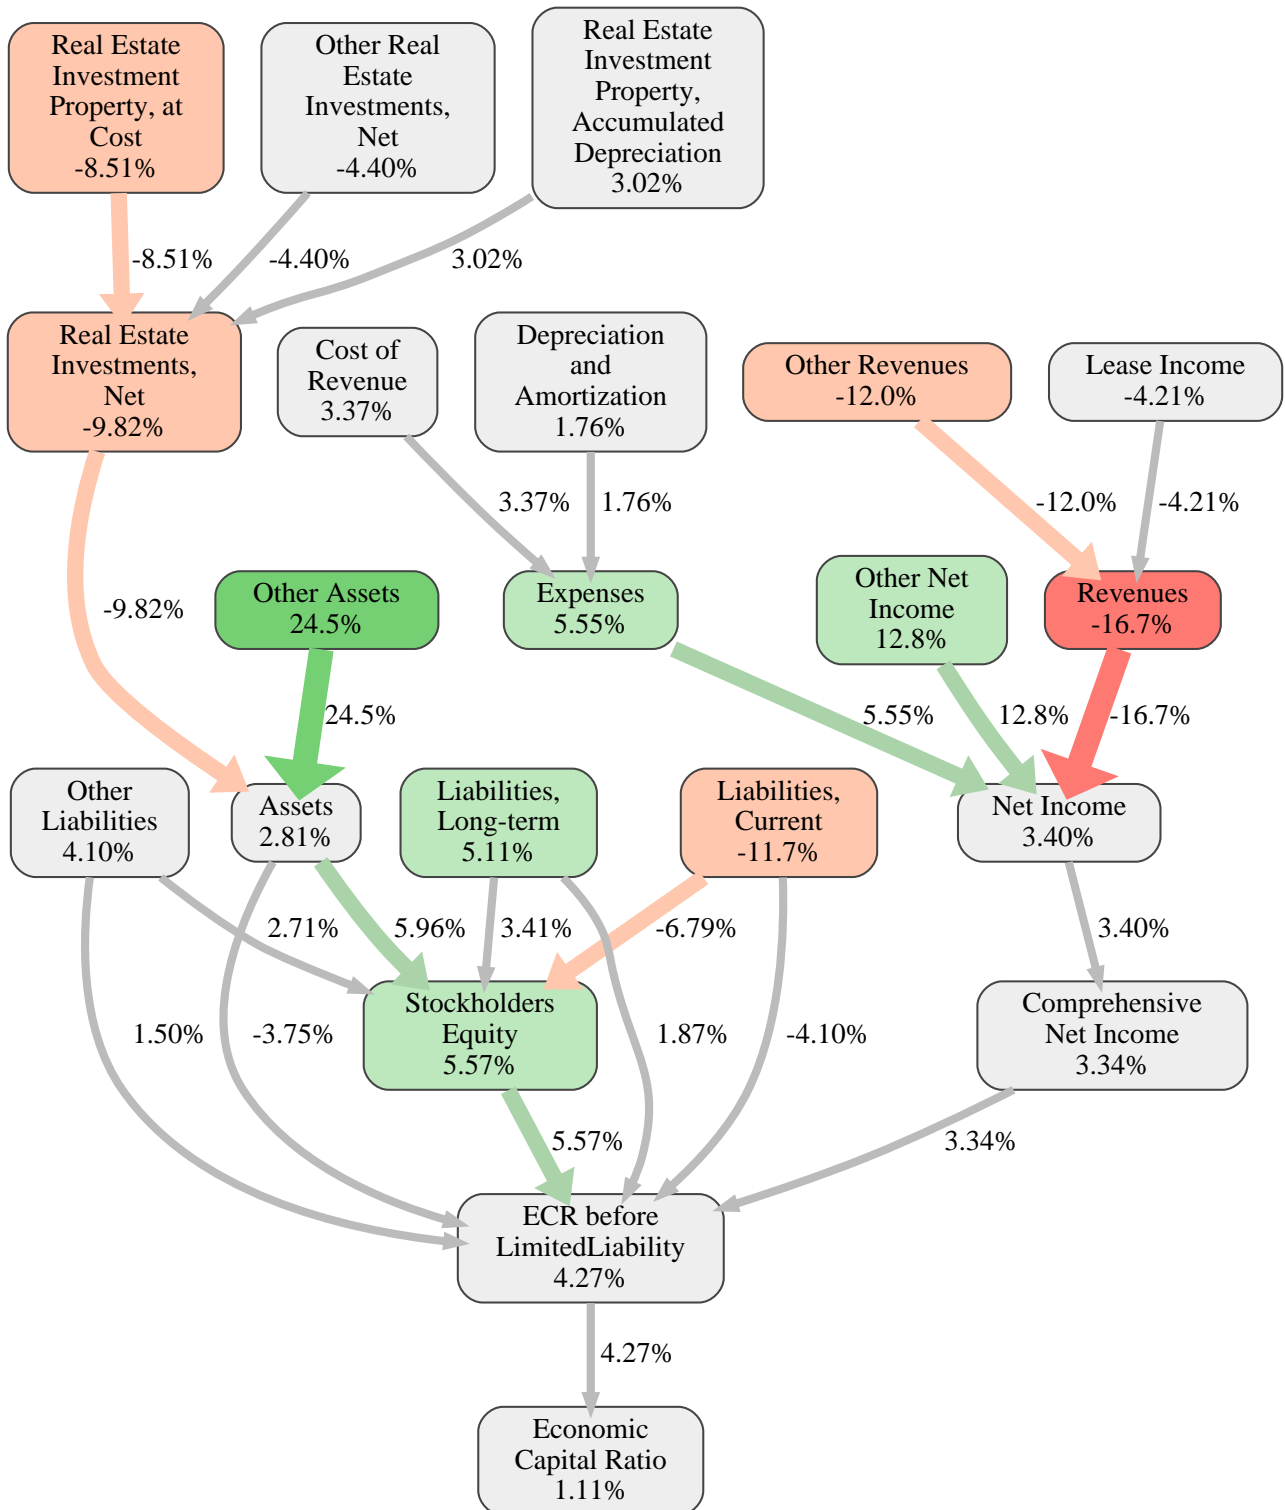 Real Estate
Investment
Property, at
Cost
-8.51%
Other Real
Estate
Investments,
Net
-4.40%
Real Estate
Investment
Property,
Accumulated
Depreciation
3.02%
-8.51%
-4.40%
3.02%
Real Estate
Investments,
Net
-9.82%
Cost of
Revenue
3.37%
Depreciation
and
Amortization
1.76%
Other Revenues
-12.0%
Lease Income
-4.21%
3.37%
1.76%
-12.0%
-4.21%
-9.82%
Other Assets
24.5%
Expenses
5.55%
Other Net
Income
12.8%
Revenues
-16.7%
24.5%
5.55%
12.8%
-16.7%
Other
Liabilities
4.10%
Assets
2.81%
Liabilities,
Long-term
5.11%
Liabilities,
Current
-11.7%
Net Income
3.40%
2.71%
5.96%
3.41%
-6.79%
3.40%
Stockholders
Equity
5.57%
Comprehensive
Net Income
3.34%
1.50%
-3.75%
1.87%
-4.10%
5.57%
3.34%
ECR before
LimitedLiability
4.27%
4.27%
Economic
Capital Ratio
1.11%